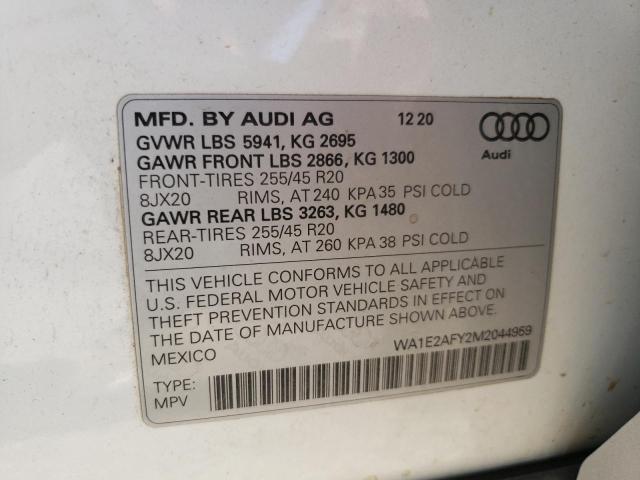 MFD. BY AUDI AG 12 20
GVWR LBS 5941, KG 2695
GAWR FRONT LBS 2866, KG 1300
FRONT-TIRES 255/45 R20
8JX20 RIMS, AT 240 KPA 35 PSI COLD
GAWR REAR LBS 3263, KG 1480
REAR-TIRES 255/45 R20
8JX20 RIMS, AT 260 KPA 38 PSI COLD
Audi
THIS VEHICLE CONFORMS TO ALL APPLICABLE
U.S. FEDERAL MOTOR VEHICLE SAFETY AND
THEFT PREVENTION STANDARDS IN EFFECT ON
THE DATE OF MANUFACTURE SHOWN ABOVE.
MEXICO WA1E2AFY2M2044959
TYPE:
MPV